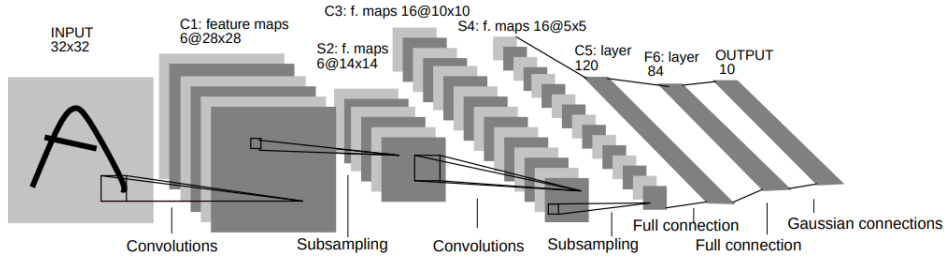 INPUT
32x32
C1: feature maps
6@28x28
S2: f. maps
6@14x14
C3: f. maps 16@10x10
S4: f. maps 16@5x5
C5: layer
120
F6: layer
84
OUTPUT
10
Convolutions
Subsampling
Convolutions
Subsampling
Full connection
Full connection
Gaussian connections
A